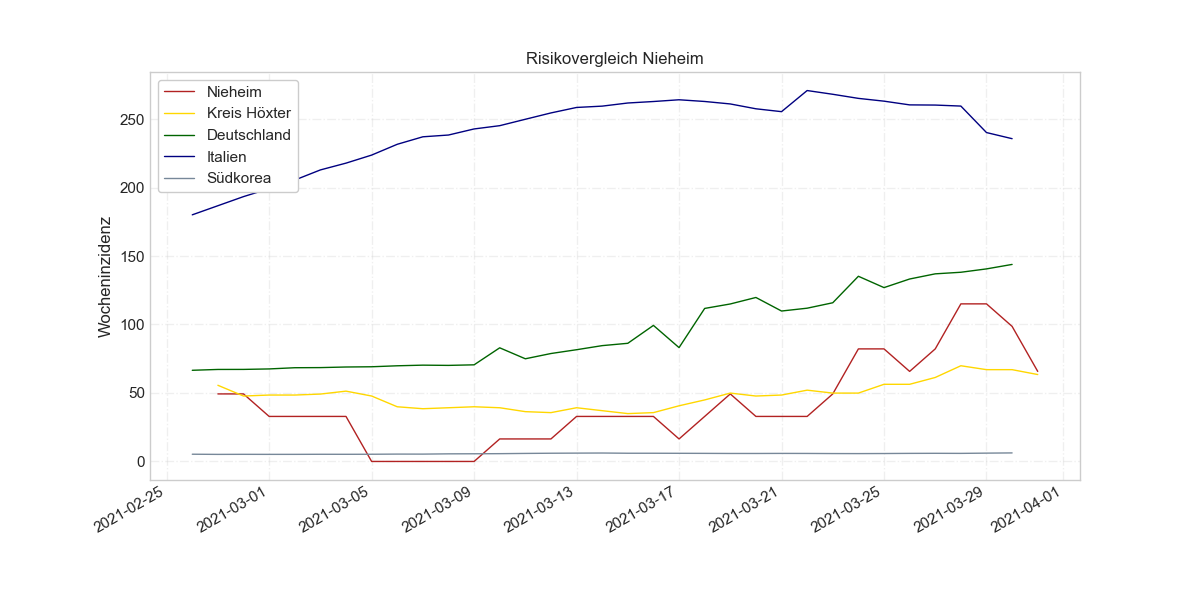 Risikovergleich Nieheim
Nieheim
Kreis Höxter
Deutschland
Italien
Südkorea
Wocheninzidenz
250
200
150
100
50
0
2021-02-25
2021-03-01
2021-03-05
2021-03-09
2021-03-13
2021-03-17
2021-03-21
2021-03-25
2021-03-29
2021-04-01